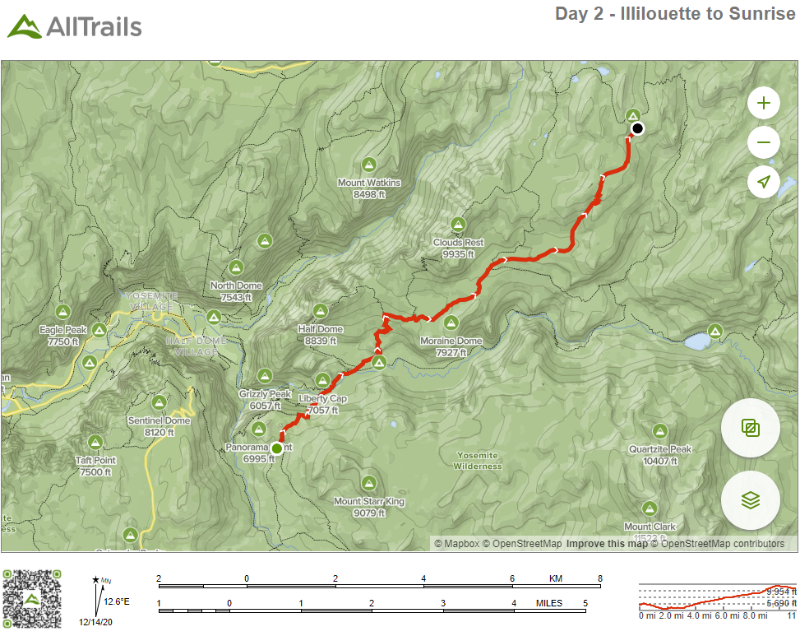 AllTrails
Day 2 - Illilouette to Sunrise
Mount Watkins
8498 ft
Clouds Rest
9935 ft
North Dome
7543 ft
YOSEMITE
VILLAGE
Eagle Peak
7750 ft
HALF DOME
VILLAGE
Half Dome
8839 ft
Moraine Dome
7927 ft
Grizzly Peak
6057 ft
Liberty Cap
7057 ft
Sentinel Dome
8120 ft
Panorama
6995 ft
Taft Point
7500 ft
Yosemite
Wilderness
Quartzite Peak
10407 ft
Mount Starr King
9079 ft
Mount Clark
© Mapbox © OpenStreetMap Improve this map © OpenStreetMap contributors
MN
12.6°E
12/14/20
2 0 2 4 6 KM 8
1 0 1 2 3 4 MILES 5
9,954 ft
0 mi 2.0 mi 4.0 mi 6.0 mi 8.0 mi 11